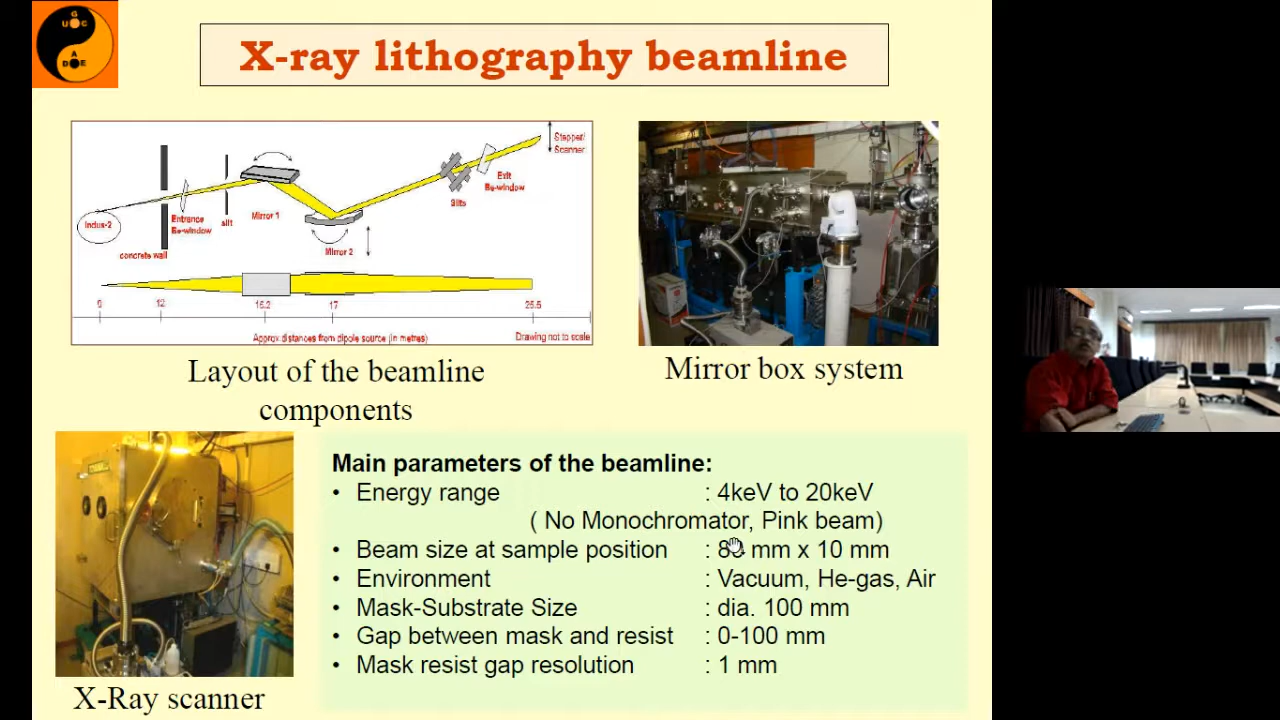 UGC
DAE
X-ray lithography beamline
Stepper/
Scanner
Exit
Be-window
Slits
Mirror 1
Entrance
Be-window
slit
Indus-2
concrete wall
Mirror 2
0 12 15.2 17 25.5
Approx distances from dipole source (in metres)
Drawing not to scale
Layout of the beamline
components
Mirror box system
X-Ray scanner
Main parameters of the beamline:
• Energy range : 4keV to 20keV
( No Monochromator, Pink beam)
• Beam size at sample position : mm x 10 mm
• Environment : Vacuum, He-gas, Air
• Mask-Substrate Size : dia. 100 mm
• Gap between mask and resist : 0-100 mm
• Mask resist gap resolution : 1 mm